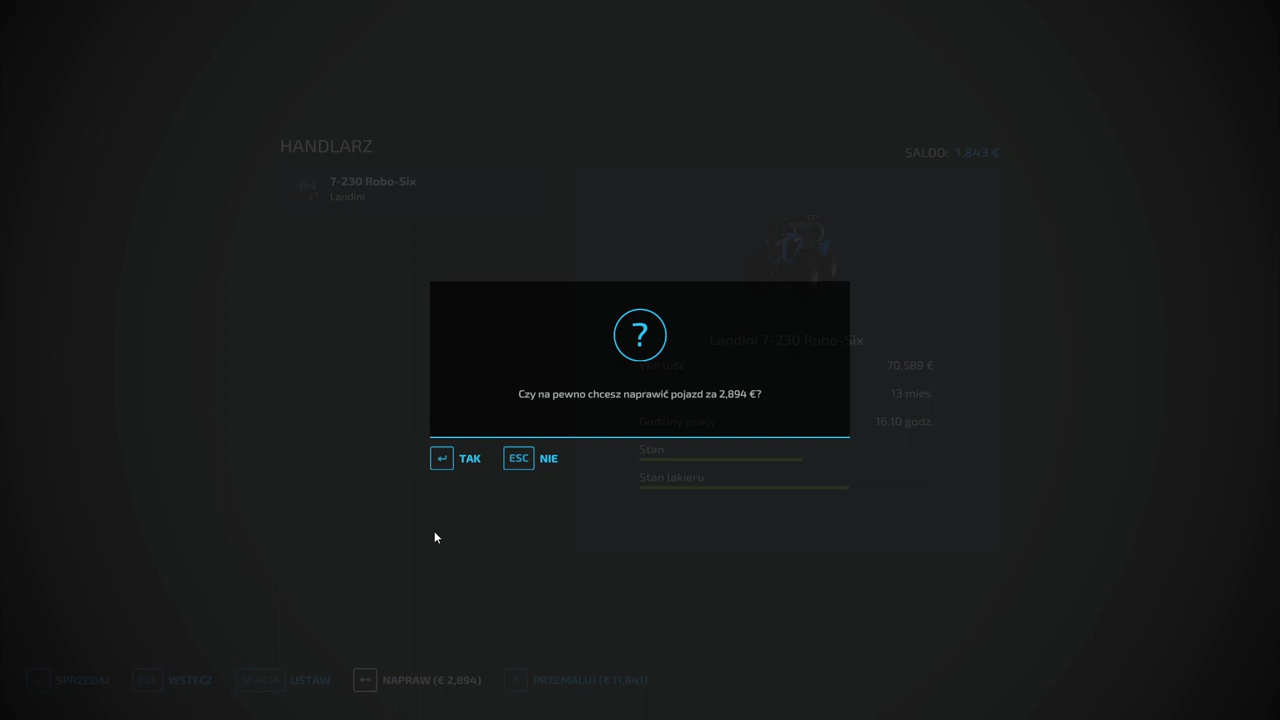 HANDLARZ
SALDO: 1,843 €
7-230 Robo-Six
Landini
?
Landini 7-230 Robo-Six
Wartość 70,589 €
Czy na pewno chcesz naprawić pojazd za 2,894 €?
13 mies.
Godziny pracy 16.10 godz.
Stan
↵ TAK ESC NIE
Stan lakieru
SPRZEDAJ ESC WSTECZ SPACJA USTAW ↤ NAPRAW (€ 2,894) X PRZEMALUJ (€ 11,641)